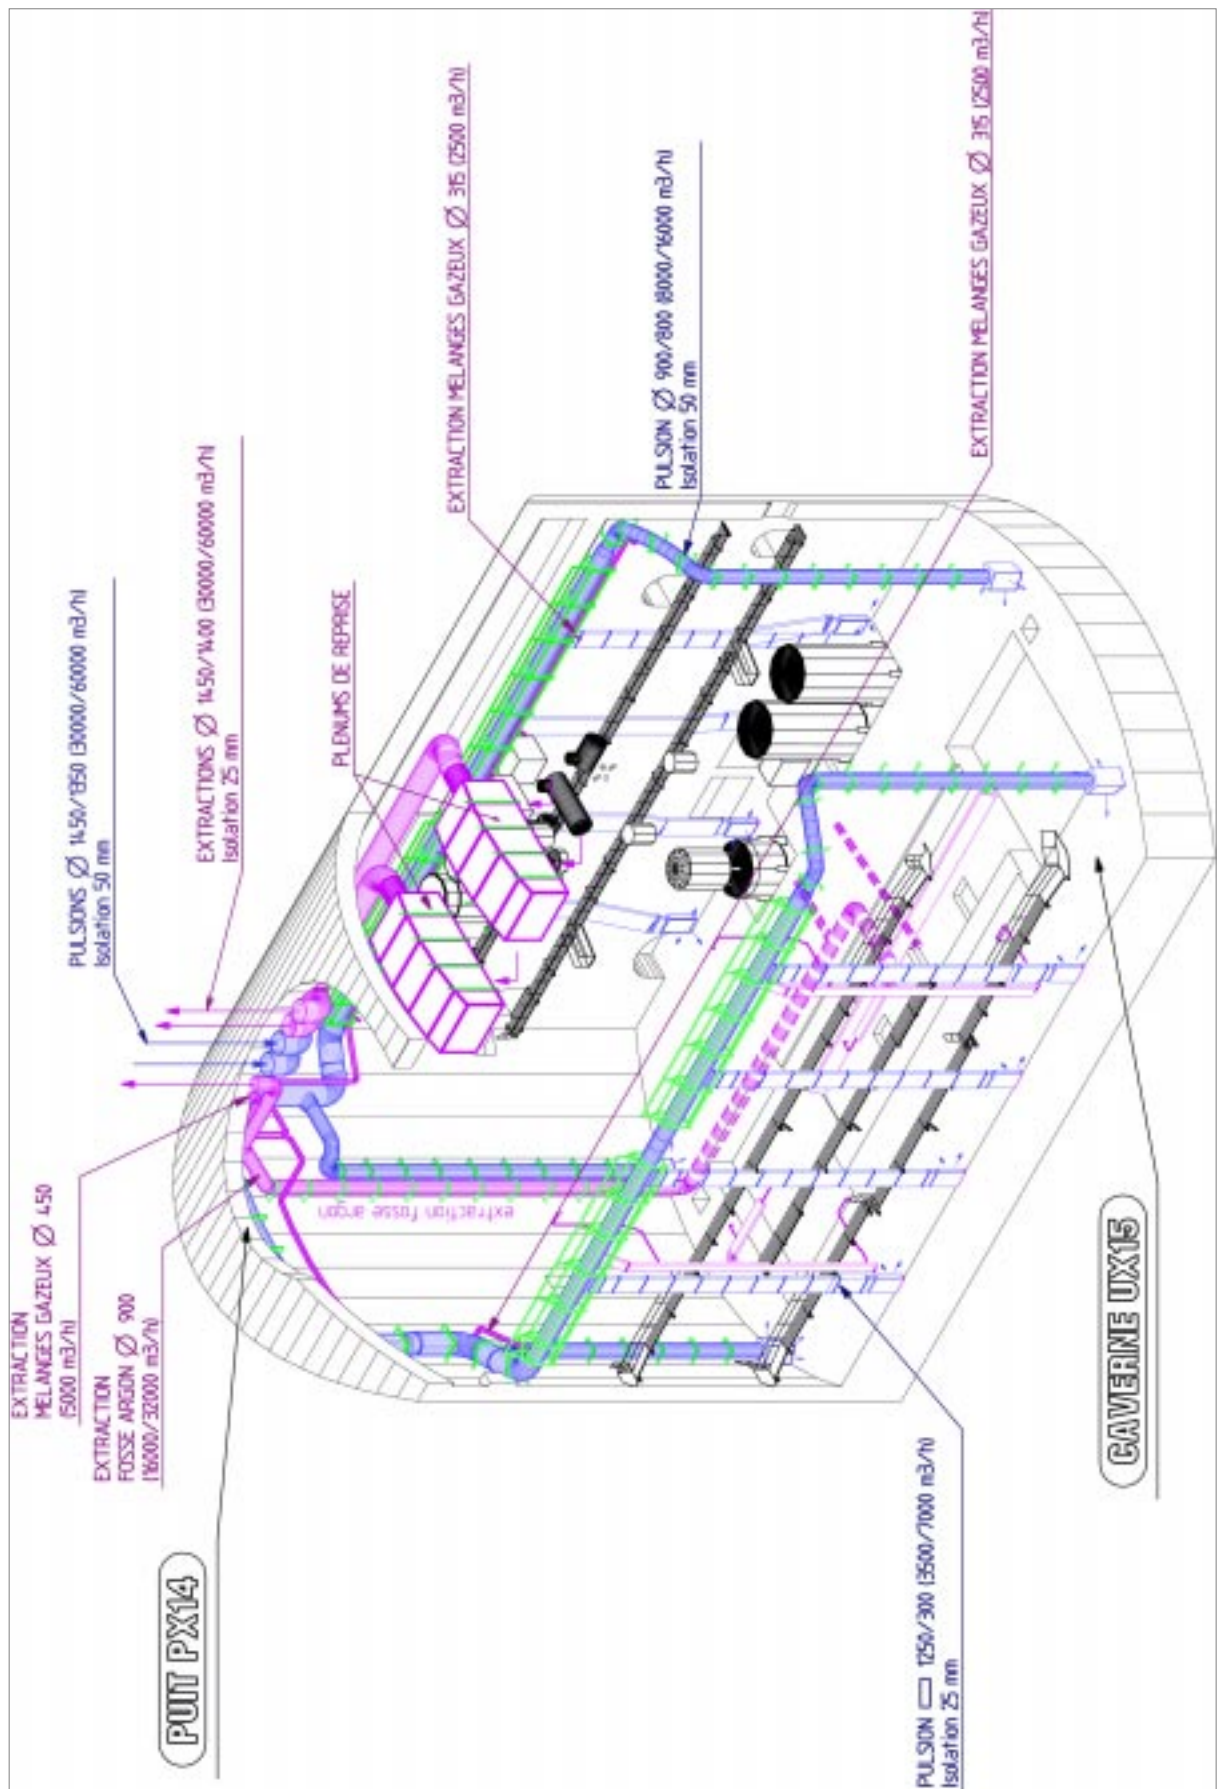 EXTRACTION
MELANGES GAZEUX Ø 450
(5000 m3/h)
EXTRACTION
FOSSE ARGON Ø 900
(16000/32000 m3/h)
PUIT PX14
PULSIONS Ø 1450/1350 (30000/60000 m3/h)
Isolation 50 mm
EXTRACTIONS Ø 1450/1400 (30000/60000 m3/h)
Isolation 25 mm
PLENUMS DE REPRISE
EXTRACTION MELANGES GAZEUX Ø 315 (2500 m3/h)
PULSION Ø 900/800 (8000/16000 m3/h)
Isolation 50 mm
EXTRACTION MELANGES GAZEUX Ø 315 (2500 m3/h)
extraction fosse argon
PULSION ▭ 1250/300 (3500/7000 m3/h)
Isolation 25 mm
CAVERNE UX15